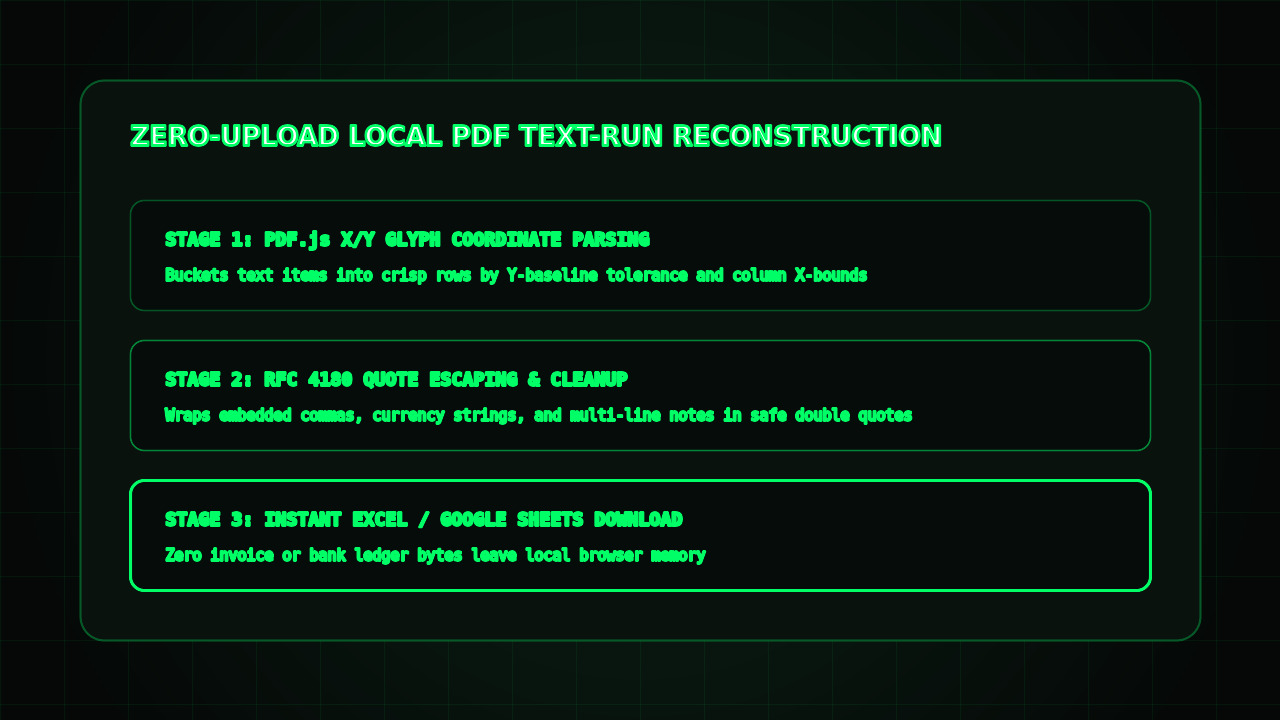 ZERO-UPLOAD LOCAL PDF TEXT-RUN RECONSTRUCTION
STAGE 1: PDF.js X/Y GLYPH COORDINATE PARSING
Buckets text items into crisp rows by Y-baseline tolerance and column X-bounds
STAGE 2: RFC 4180 QUOTE ESCAPING & CLEANUP
Wraps embedded commas, currency strings, and multi-line notes in safe double quotes
STAGE 3: INSTANT EXCEL / GOOGLE SHEETS DOWNLOAD
Zero invoice or bank ledger bytes leave local browser memory